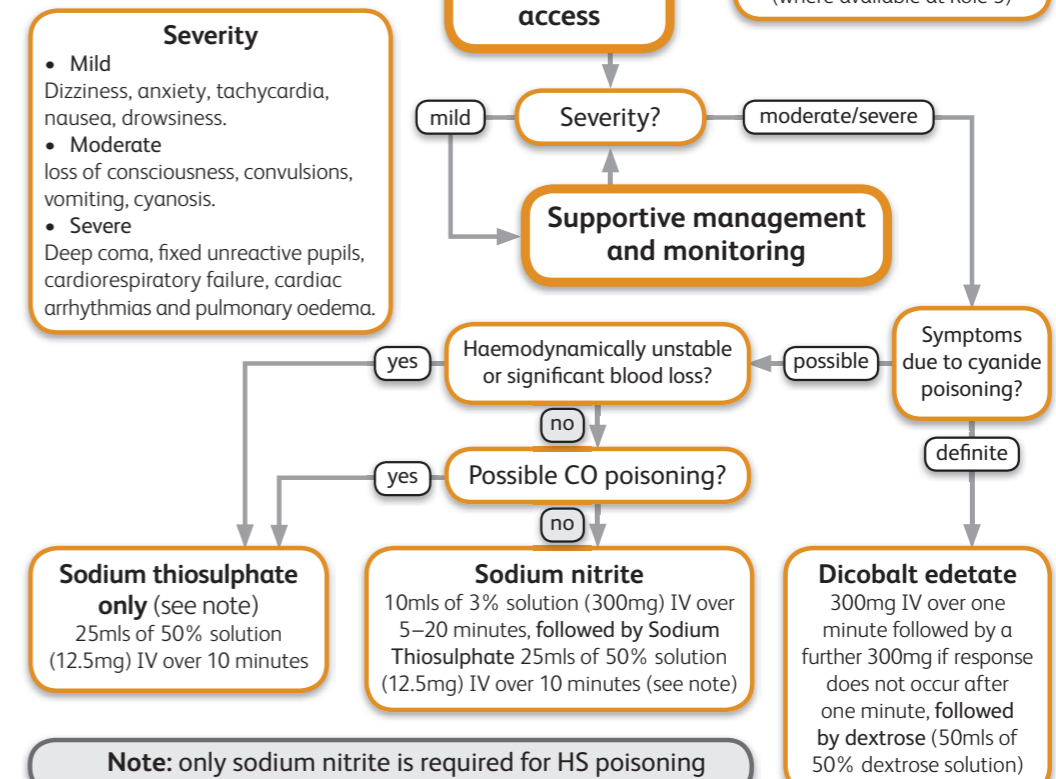 access
(where available at Role 3)
Severity
• Mild
Dizziness, anxiety, tachycardia,
nausea, drowsiness.
• Moderate
loss of consciousness, convulsions,
vomiting, cyanosis.
• Severe
Deep coma, fixed unreactive pupils,
cardiorespiratory failure, cardiac
arrhythmias and pulmonary oedema.
mild
Severity?
moderate/severe
Supportive management
and monitoring
Symptoms
due to cyanide
poisoning?
possible
Haemodynamically unstable
or significant blood loss?
yes
no
definite
Possible CO poisoning?
yes
no
Sodium thiosulphate
only (see note)
25mls of 50% solution
(12.5mg) IV over 10 minutes
Sodium nitrite
10mls of 3% solution (300mg) IV over
5–20 minutes, followed by Sodium
Thiosulphate 25mls of 50% solution
(12.5mg) IV over 10 minutes (see note)
Dicobalt edetate
300mg IV over one
minute followed by a
further 300mg if response
does not occur after
one minute, followed
by dextrose (50mls of
50% dextrose solution)
Note: only sodium nitrite is required for HS poisoning